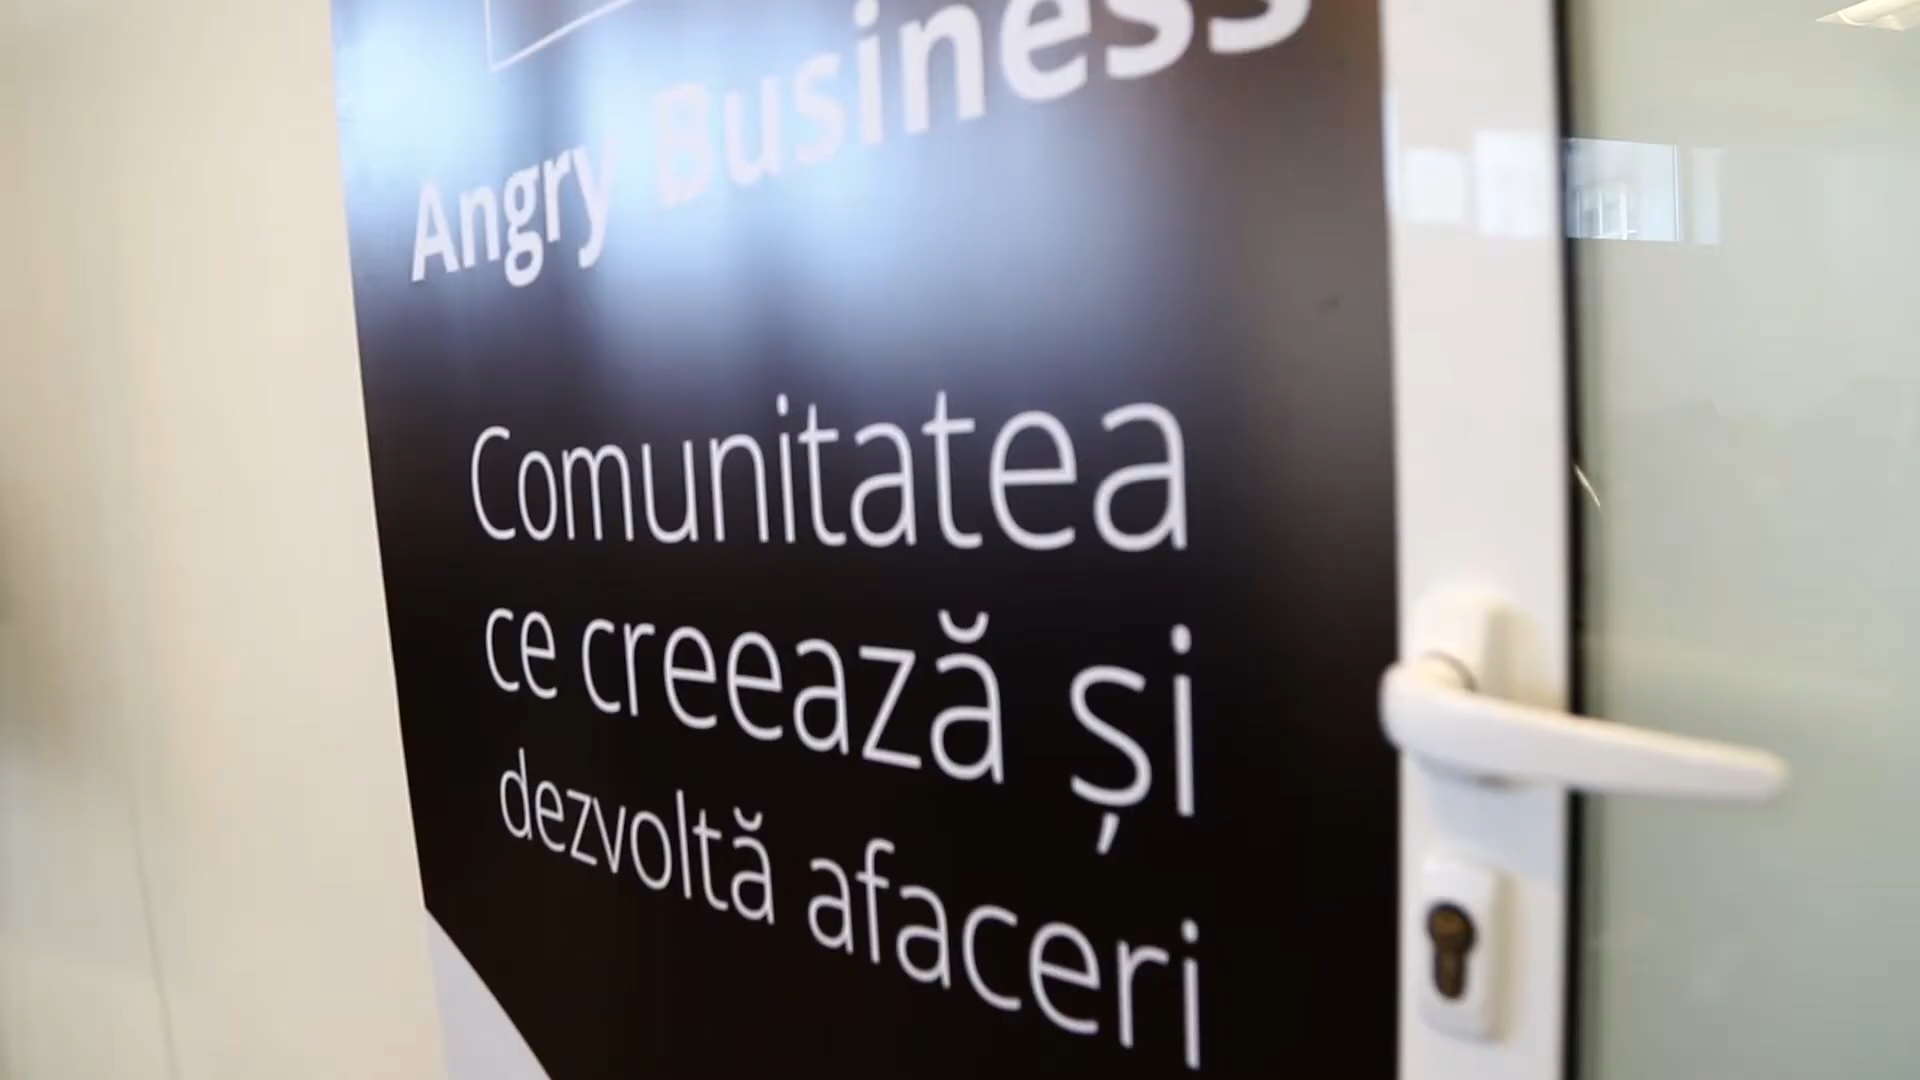 Angry Business
Comunitatea
ce creează și
dezvoltă afaceri